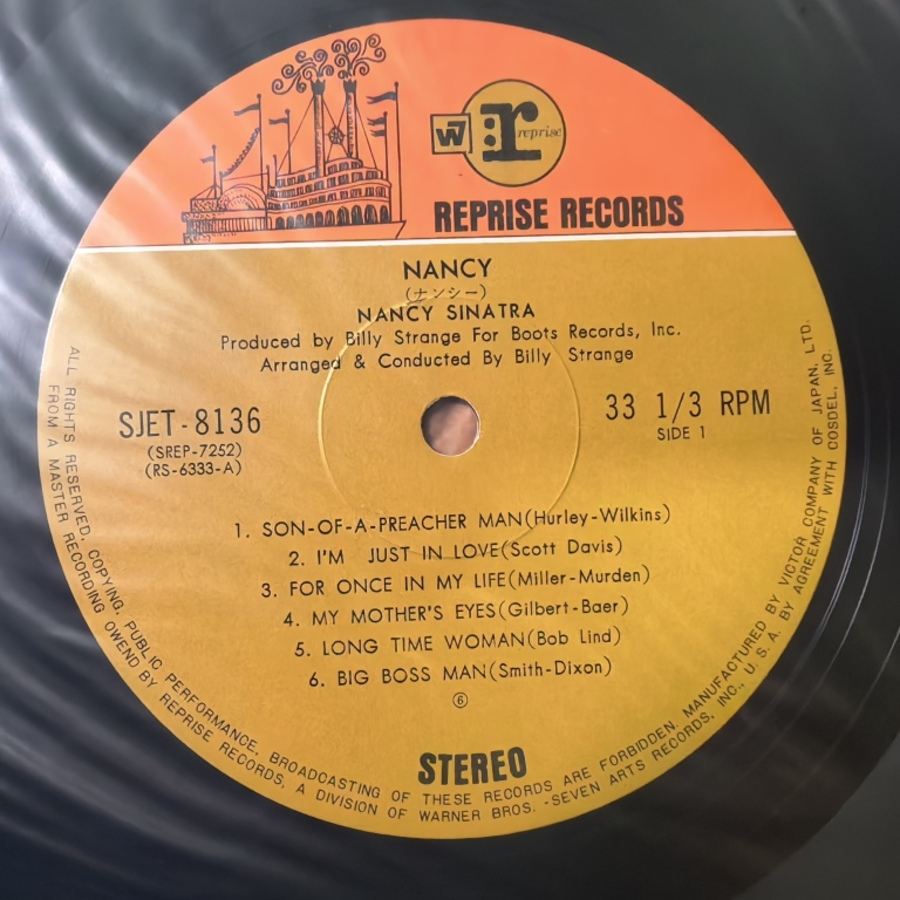 W7
r reprise
REPRISE RECORDS
NANCY
(ナンシー)
NANCY SINATRA
Produced by Billy Strange For Boots Records, Inc.
Arranged & Conducted By Billy Strange
SJET-8136
(SREP-7252)
(RS-6333-A)
33 1/3 RPM
SIDE 1
1. SON-OF-A-PREACHER MAN(Hurley-Wilkins)
2. I'M JUST IN LOVE(Scott Davis)
3. FOR ONCE IN MY LIFE(Miller-Murden)
4. MY MOTHER'S EYES(Gilbert-Baer)
5. LONG TIME WOMAN(Bob Lind)
6. BIG BOSS MAN(Smith-Dixon)
⑥
STEREO
ALL RIGHTS RESERVED. COPYING, PUBLIC PERFORMANCE, BROADCASTING OF THESE RECORDS ARE FORBIDDEN. MANUFACTURED BY VICTOR COMPANY OF JAPAN, LTD.
FROM A MASTER RECORDING OWEND BY REPRISE RECORDS, A DIVISION OF WARNER BROS.-SEVEN ARTS RECORDS, INC., U. S. A. BY AGREEMENT WITH COSDEL, INC.